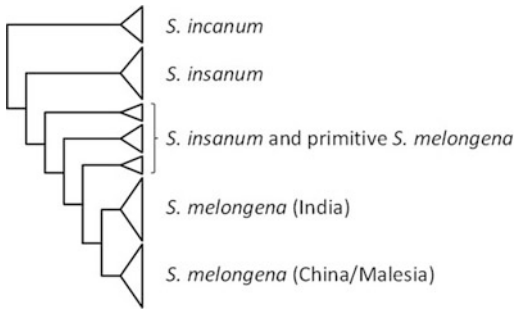 S. incanum
S. insanum
S. insanum and primitive S. melongena
S. melongena (India)
S. melongena (China/Malesia)